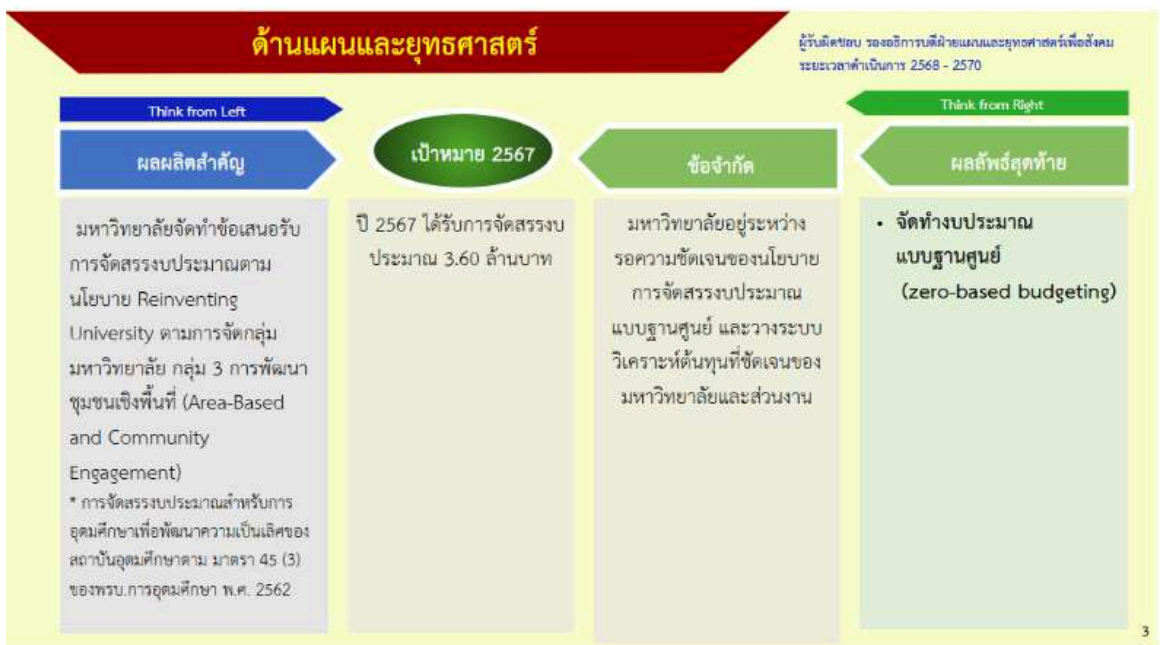 ด้านแผนและยุทธศาสตร์
ผู้รับผิดชอบ รองอธิการบดีฝ่ายแผนและยุทธศาสตร์เพื่อสังคม
ระยะเวลาดำเนินการ 2568 - 2570
Think from Left
Think from Right
ผลผลิตสำคัญ
เป้าหมาย 2567
ข้อจำกัด
ผลลัพธ์สุดท้าย
มหาวิทยาลัยจัดทำข้อเสนอรับ
การจัดสรรงบประมาณตาม
นโยบาย Reinventing
University ตามการจัดกลุ่ม
มหาวิทยาลัย กลุ่ม 3 การพัฒนา
ชุมชนเชิงพื้นที่ (Area-Based
and Community
Engagement)
* การจัดสรรงบประมาณสำหรับการ
อุดมศึกษาเพื่อพัฒนาความเป็นเลิศของ
สถาบันอุดมศึกษาตาม มาตรา 45 (3)
ของพรบ.การอุดมศึกษา พ.ศ. 2562
ปี 2567 ได้รับการจัดสรรงบ
ประมาณ 3.60 ล้านบาท
มหาวิทยาลัยอยู่ระหว่าง
รอความชัดเจนของนโยบาย
การจัดสรรงบประมาณ
แบบฐานศูนย์ และวางระบบ
วิเคราะห์ต้นทุนที่ชัดเจนของ
มหาวิทยาลัยและส่วนงาน
• จัดทำงบประมาณ
แบบฐานศูนย์
(zero-based budgeting)
3